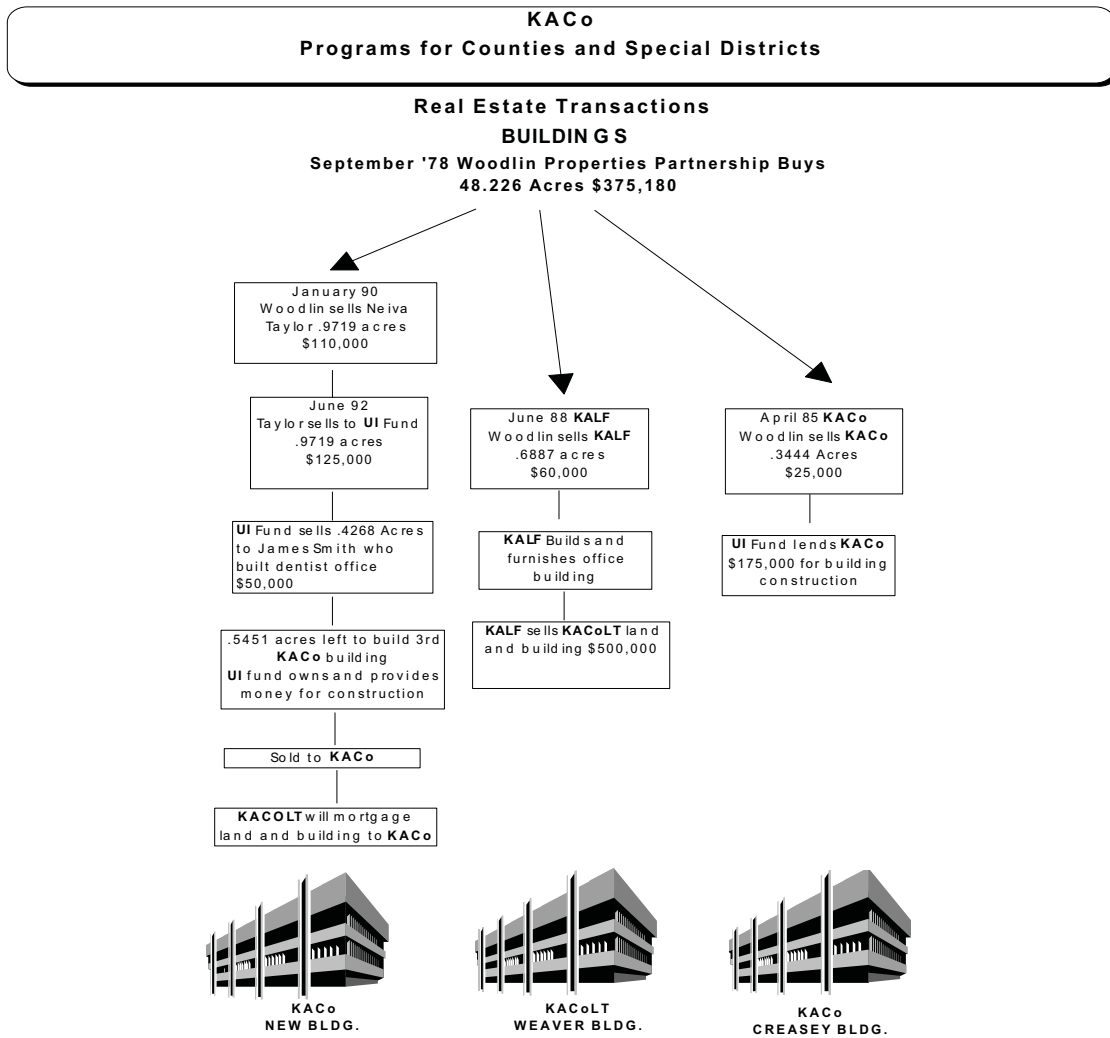 KACo
Programs for Counties and Special Districts
Real Estate Transactions
BUILDINGS
September '78 Woodlin Properties Partnership Buys
48.226 Acres $375,180
January 90
Woodlin sells Neiva
Taylor .9719 acres
$110,000
June 92
Taylor sells to UI Fund
.9719 acres
$125,000
UI Fund sells .4268 Acres
to James Smith who
built dentist office
$50,000
.5451 acres left to build 3rd
KACo building
UI fund owns and provides
money for construction
Sold to KACo
KACOLT will mortgage
land and building to KACo
KACo
NEW BLDG.
June 88 KALF
Woodlin sells KALF
.6887 acres
$60,000
KALF Builds and
furnishes office
building
KALF sells KACoLT land
and building $500,000
KACoLT
WEAVER BLDG.
April 85 KACo
Woodlin sells KACo
.3444 Acres
$25,000
UI Fund lends KACo
$175,000 for building
construction
KACo
CREASEY BLDG.